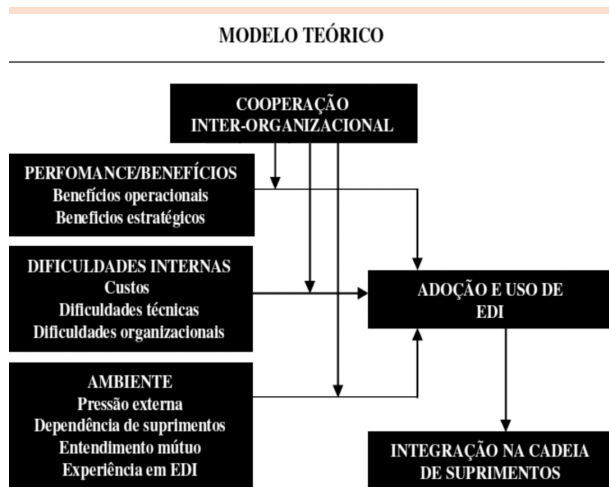 MODELO TEÓRICO
COOPERAÇÃO
INTER-ORGANIZACIONAL
PERFOMANCE/BENEFÍCIOS
Benefícios operacionais
Beneficios estratégicos
DIFICULDADES INTERNAS
Custos
Dificuldades técnicas
Dificuldades organizacionais
ADOÇÃO E USO DE
EDI
AMBIENTE
Pressão externa
Dependência de suprimentos
Entendimento mútuo
Experiência em EDI
INTEGRAÇÃO NA CADEIA
DE SUPRIMENTOS